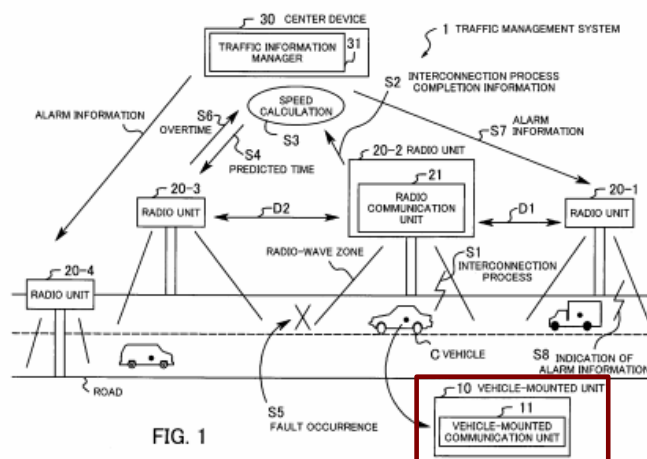 30 CENTER DEVICE
TRAFFIC INFORMATION
MANAGER
31
1 TRAFFIC MANAGEMENT SYSTEM
S2 INTERCONNECTION PROCESS
COMPLETION INFORMATION
ALARM INFORMATION
S6
OVERTIME
SPEED
CALCULATION
S3
S4
PREDICTED TIME
S7
ALARM
INFORMATION
20-2 RADIO UNIT
21
RADIO
COMMUNICATION
UNIT
20-3
RADIO UNIT
D2
D1
20-1
RADIO UNIT
20-4
RADIO UNIT
RADIO-WAVE ZONE
S1
INTERCONNECTION
PROCESS
C VEHICLE
S8 INDICATION OF
ALARM INFORMATION
ROAD
S5
FAULT OCCURRENCE
10 VEHICLE-MOUNTED UNIT
11
VEHICLE-MOUNTED
COMMUNICATION UNIT
FIG. 1